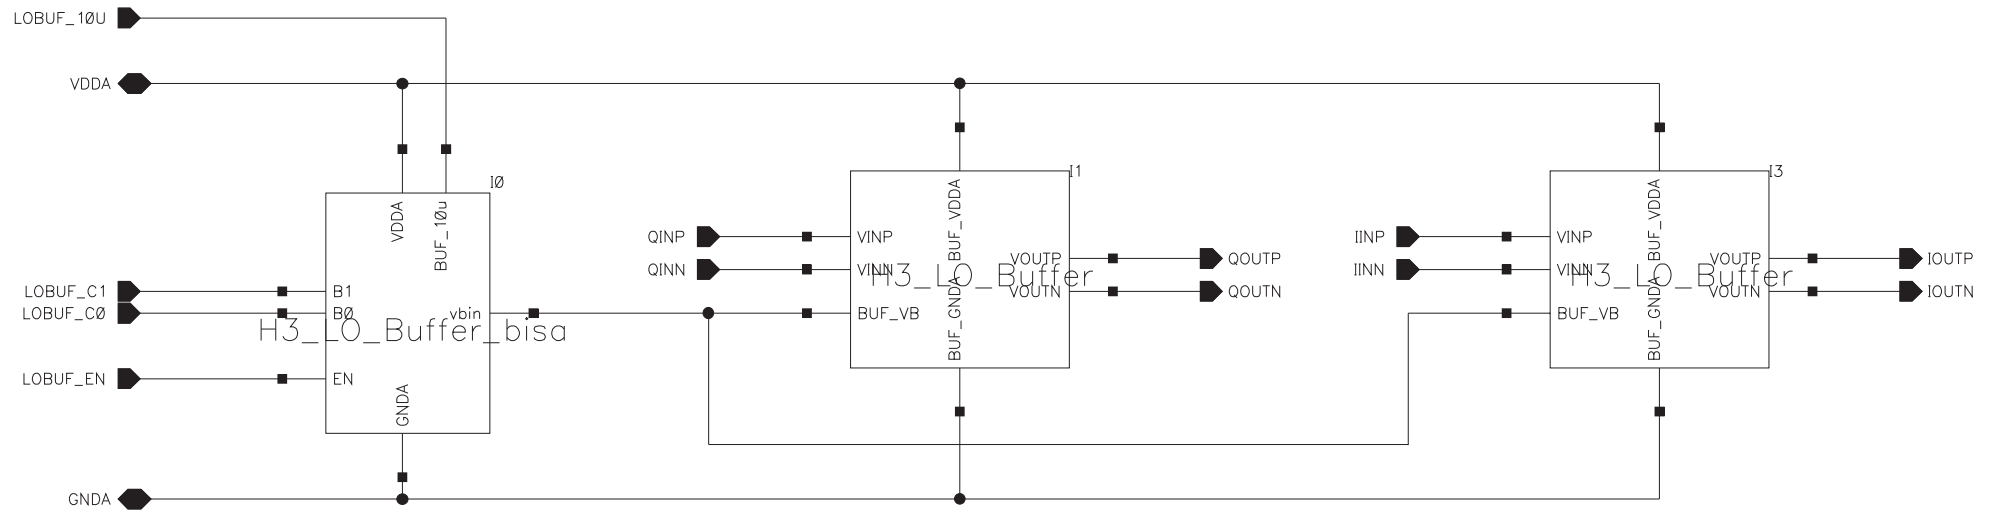 LOBUF_10U
VDDA
LOBUF_C1
LOBUF_C0
LOBUF_EN
GNDA
I0
VDDA
BUF_10u
B1
B0
vbin
H3_LO_Buffer_bisa
EN
GNDA
QINP
QINN
I1
BUF_VDDA
VINP
VINN
VOUTP
H3_LO_Buffer
VOUTN
BUF_VB
BUF_GNDA
QOUTP
QOUTN
IINP
IINN
I3
BUF_VDDA
VINP
VINN
VOUTP
H3_LO_Buffer
VOUTN
BUF_VB
BUF_GNDA
IOUTP
IOUTN